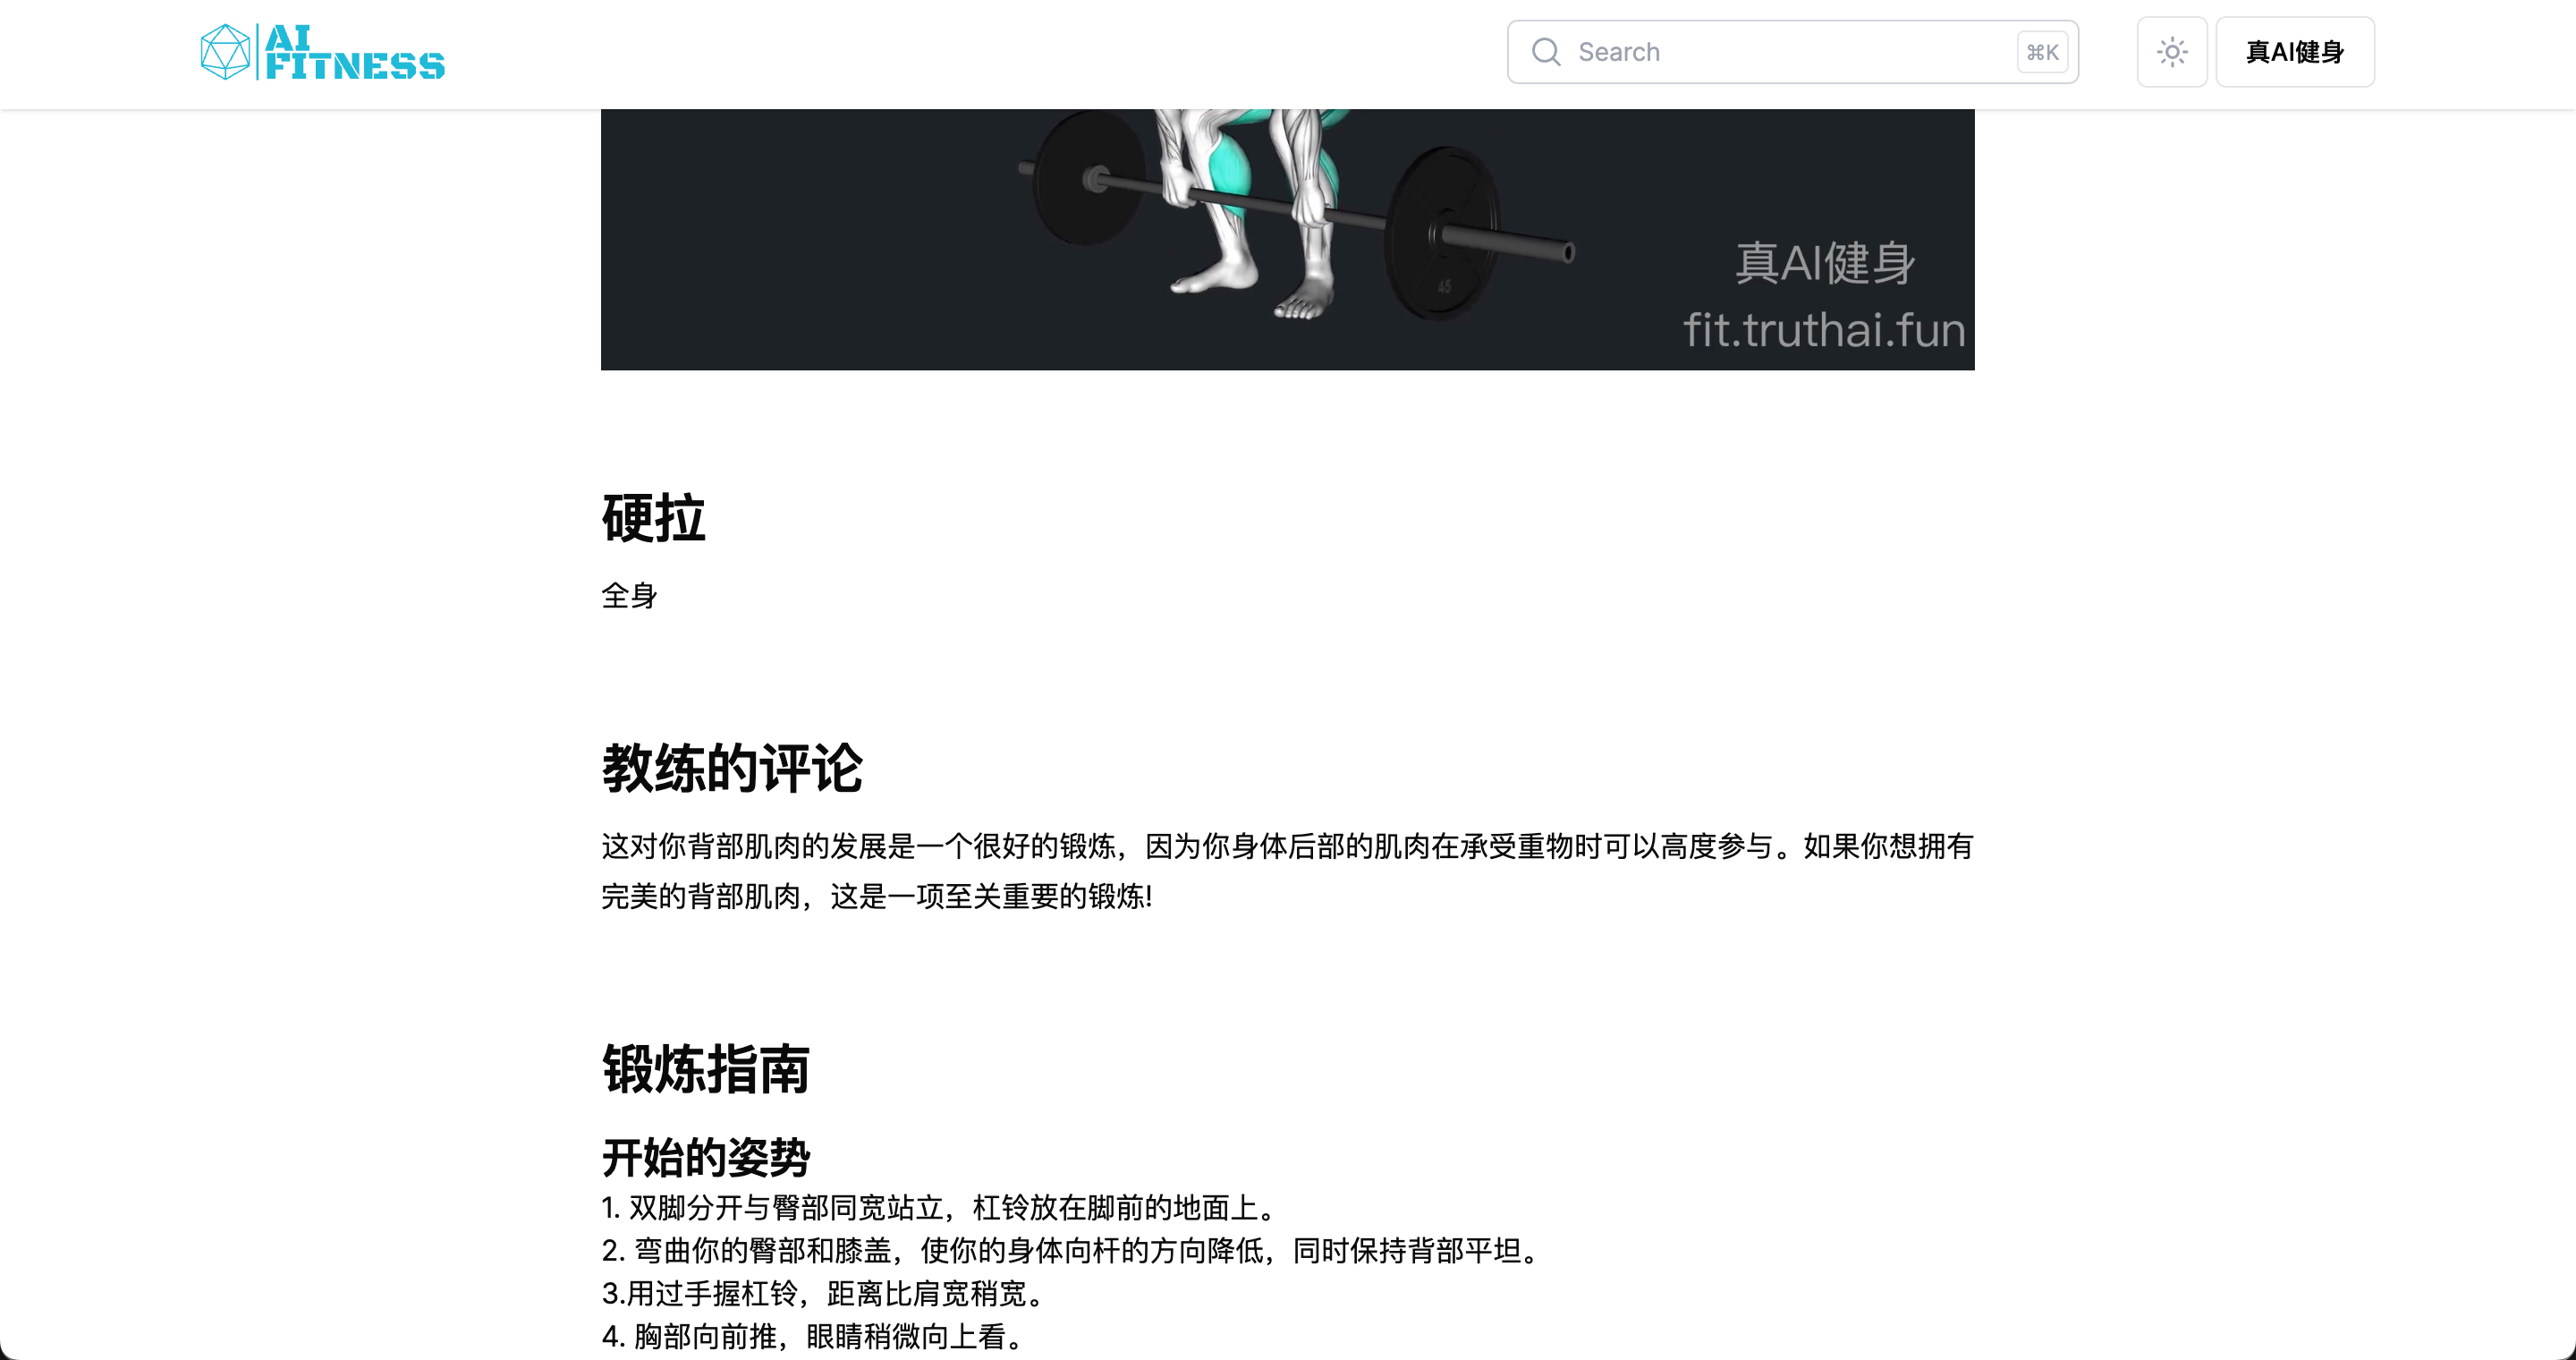 AI
FITNESS
Search
⌘K
真AI健身
45
真AI健身
fit.truthai.fun
硬拉
全身
教练的评论
这对你背部肌肉的发展是一个很好的锻炼，因为你身体后部的肌肉在承受重物时可以高度参与。如果你想拥有
完美的背部肌肉，这是一项至关重要的锻炼!
锻炼指南
开始的姿势
1. 双脚分开与臀部同宽站立，杠铃放在脚前的地面上。
2. 弯曲你的臀部和膝盖，使你的身体向杆的方向降低，同时保持背部平坦。
3.用过手握杠铃，距离比肩宽稍宽。
4. 胸部向前推，眼睛稍微向上看。